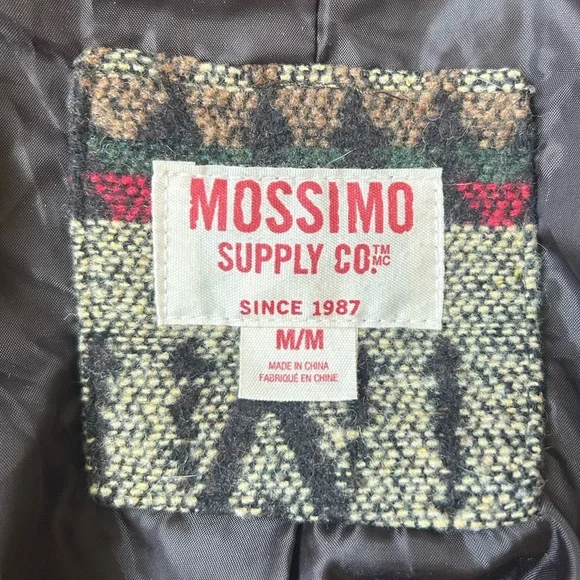 MOSSIMO
SUPPLY CO.™ MC
SINCE 1987
M/M
MADE IN CHINA
FABRIQUÉ EN CHINE